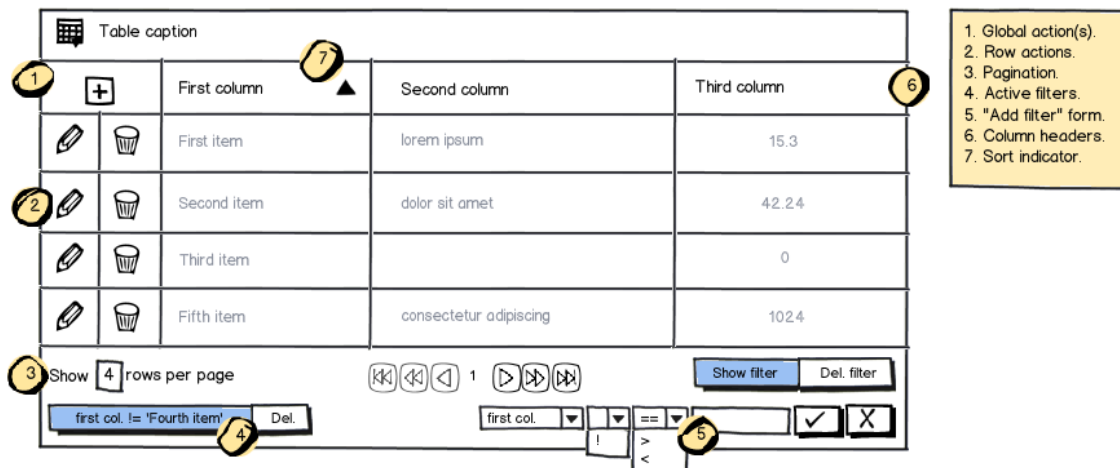 Table caption
7
1
+
First column
Second column
Third column
6
First item
lorem ipsum
15.3
2
Second item
dolor sit amet
42.24
Third item
0
Fifth item
consectetur adipiscing
1024
3
Show 4 rows per page
1
Show filter
Del. filter
first col. != 'Fourth item'
Del.
4
first col.
!
==
>
<
5
X
1. Global action(s).
2. Row actions.
3. Pagination.
4. Active filters.
5. "Add filter" form.
6. Column headers.
7. Sort indicator.